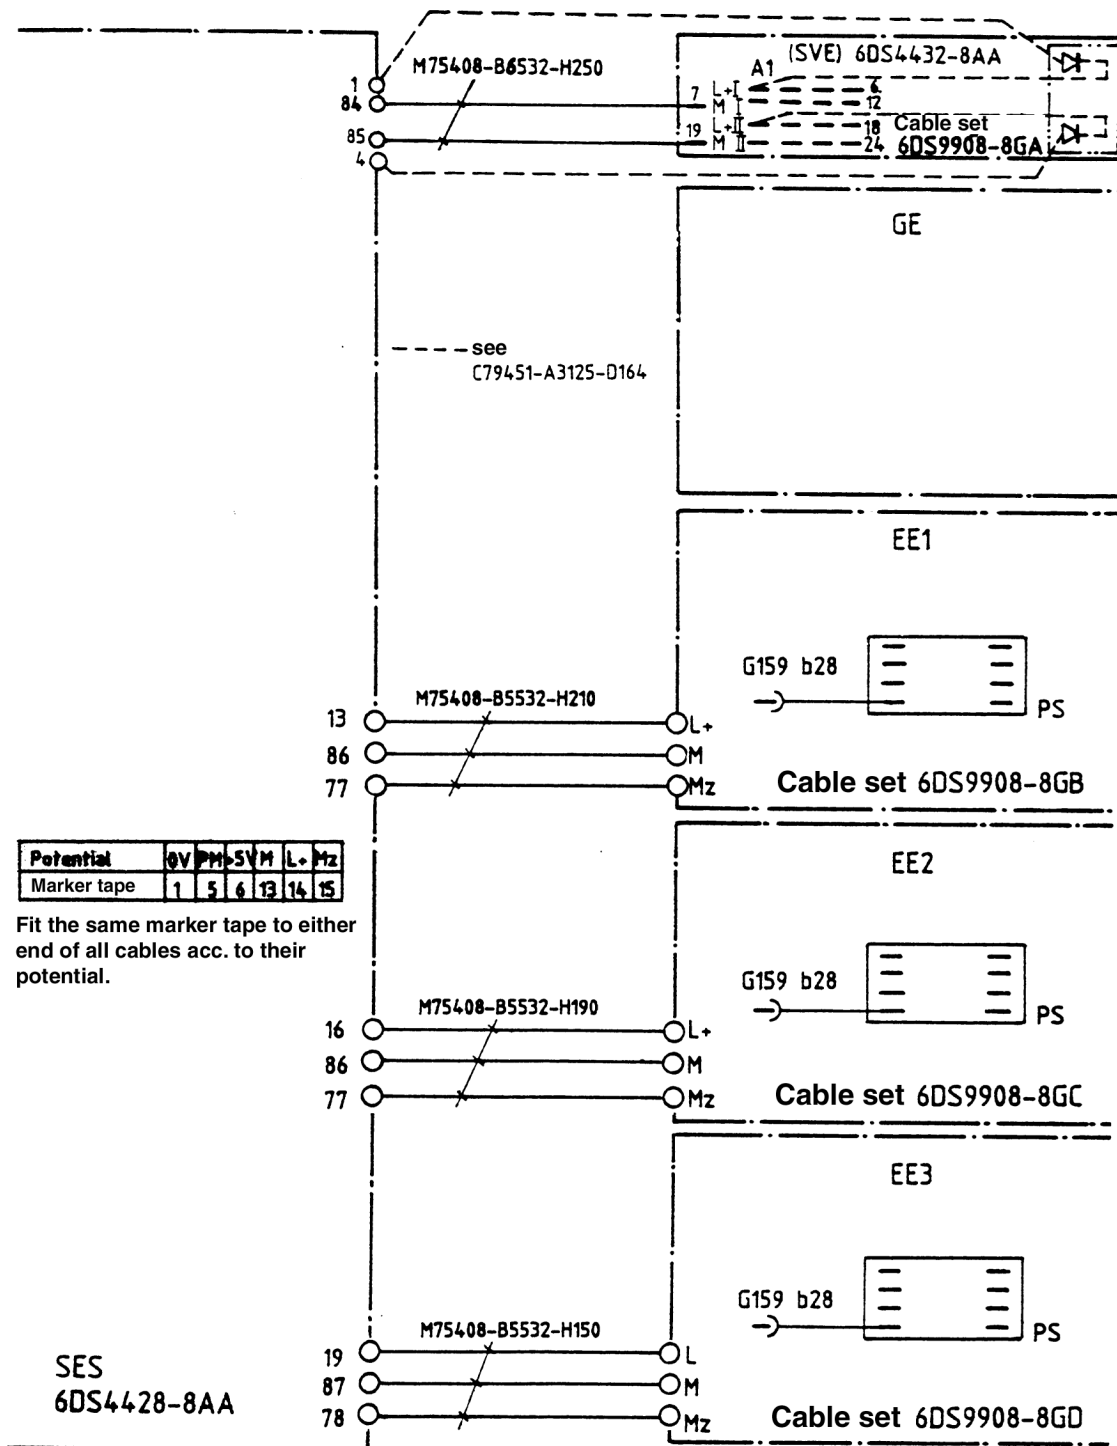 M75408-B6532-H250
(SVE) 6DS4432-8AA
A1
1
84
85
4
7 L+I 6
M I 12
19 L+II 18
M II 24
Cable set
6DS9908-8GA
GE
see
C79451-A3125-D164
EE1
G159 b28
PS
M75408-B5532-H210
13 L+
86 M
77 Mz
Cable set 6DS9908-8GB
Potential 0V PM >5V M L+ Mz
Marker tape 1 5 6 13 14 15
Fit the same marker tape to either
end of all cables acc. to their
potential.
EE2
G159 b28
PS
M75408-B5532-H190
16 L+
86 M
77 Mz
Cable set 6DS9908-8GC
EE3
G159 b28
PS
M75408-B5532-H150
19 L
87 M
78 Mz
Cable set 6DS9908-8GD
SES
6DS4428-8AA